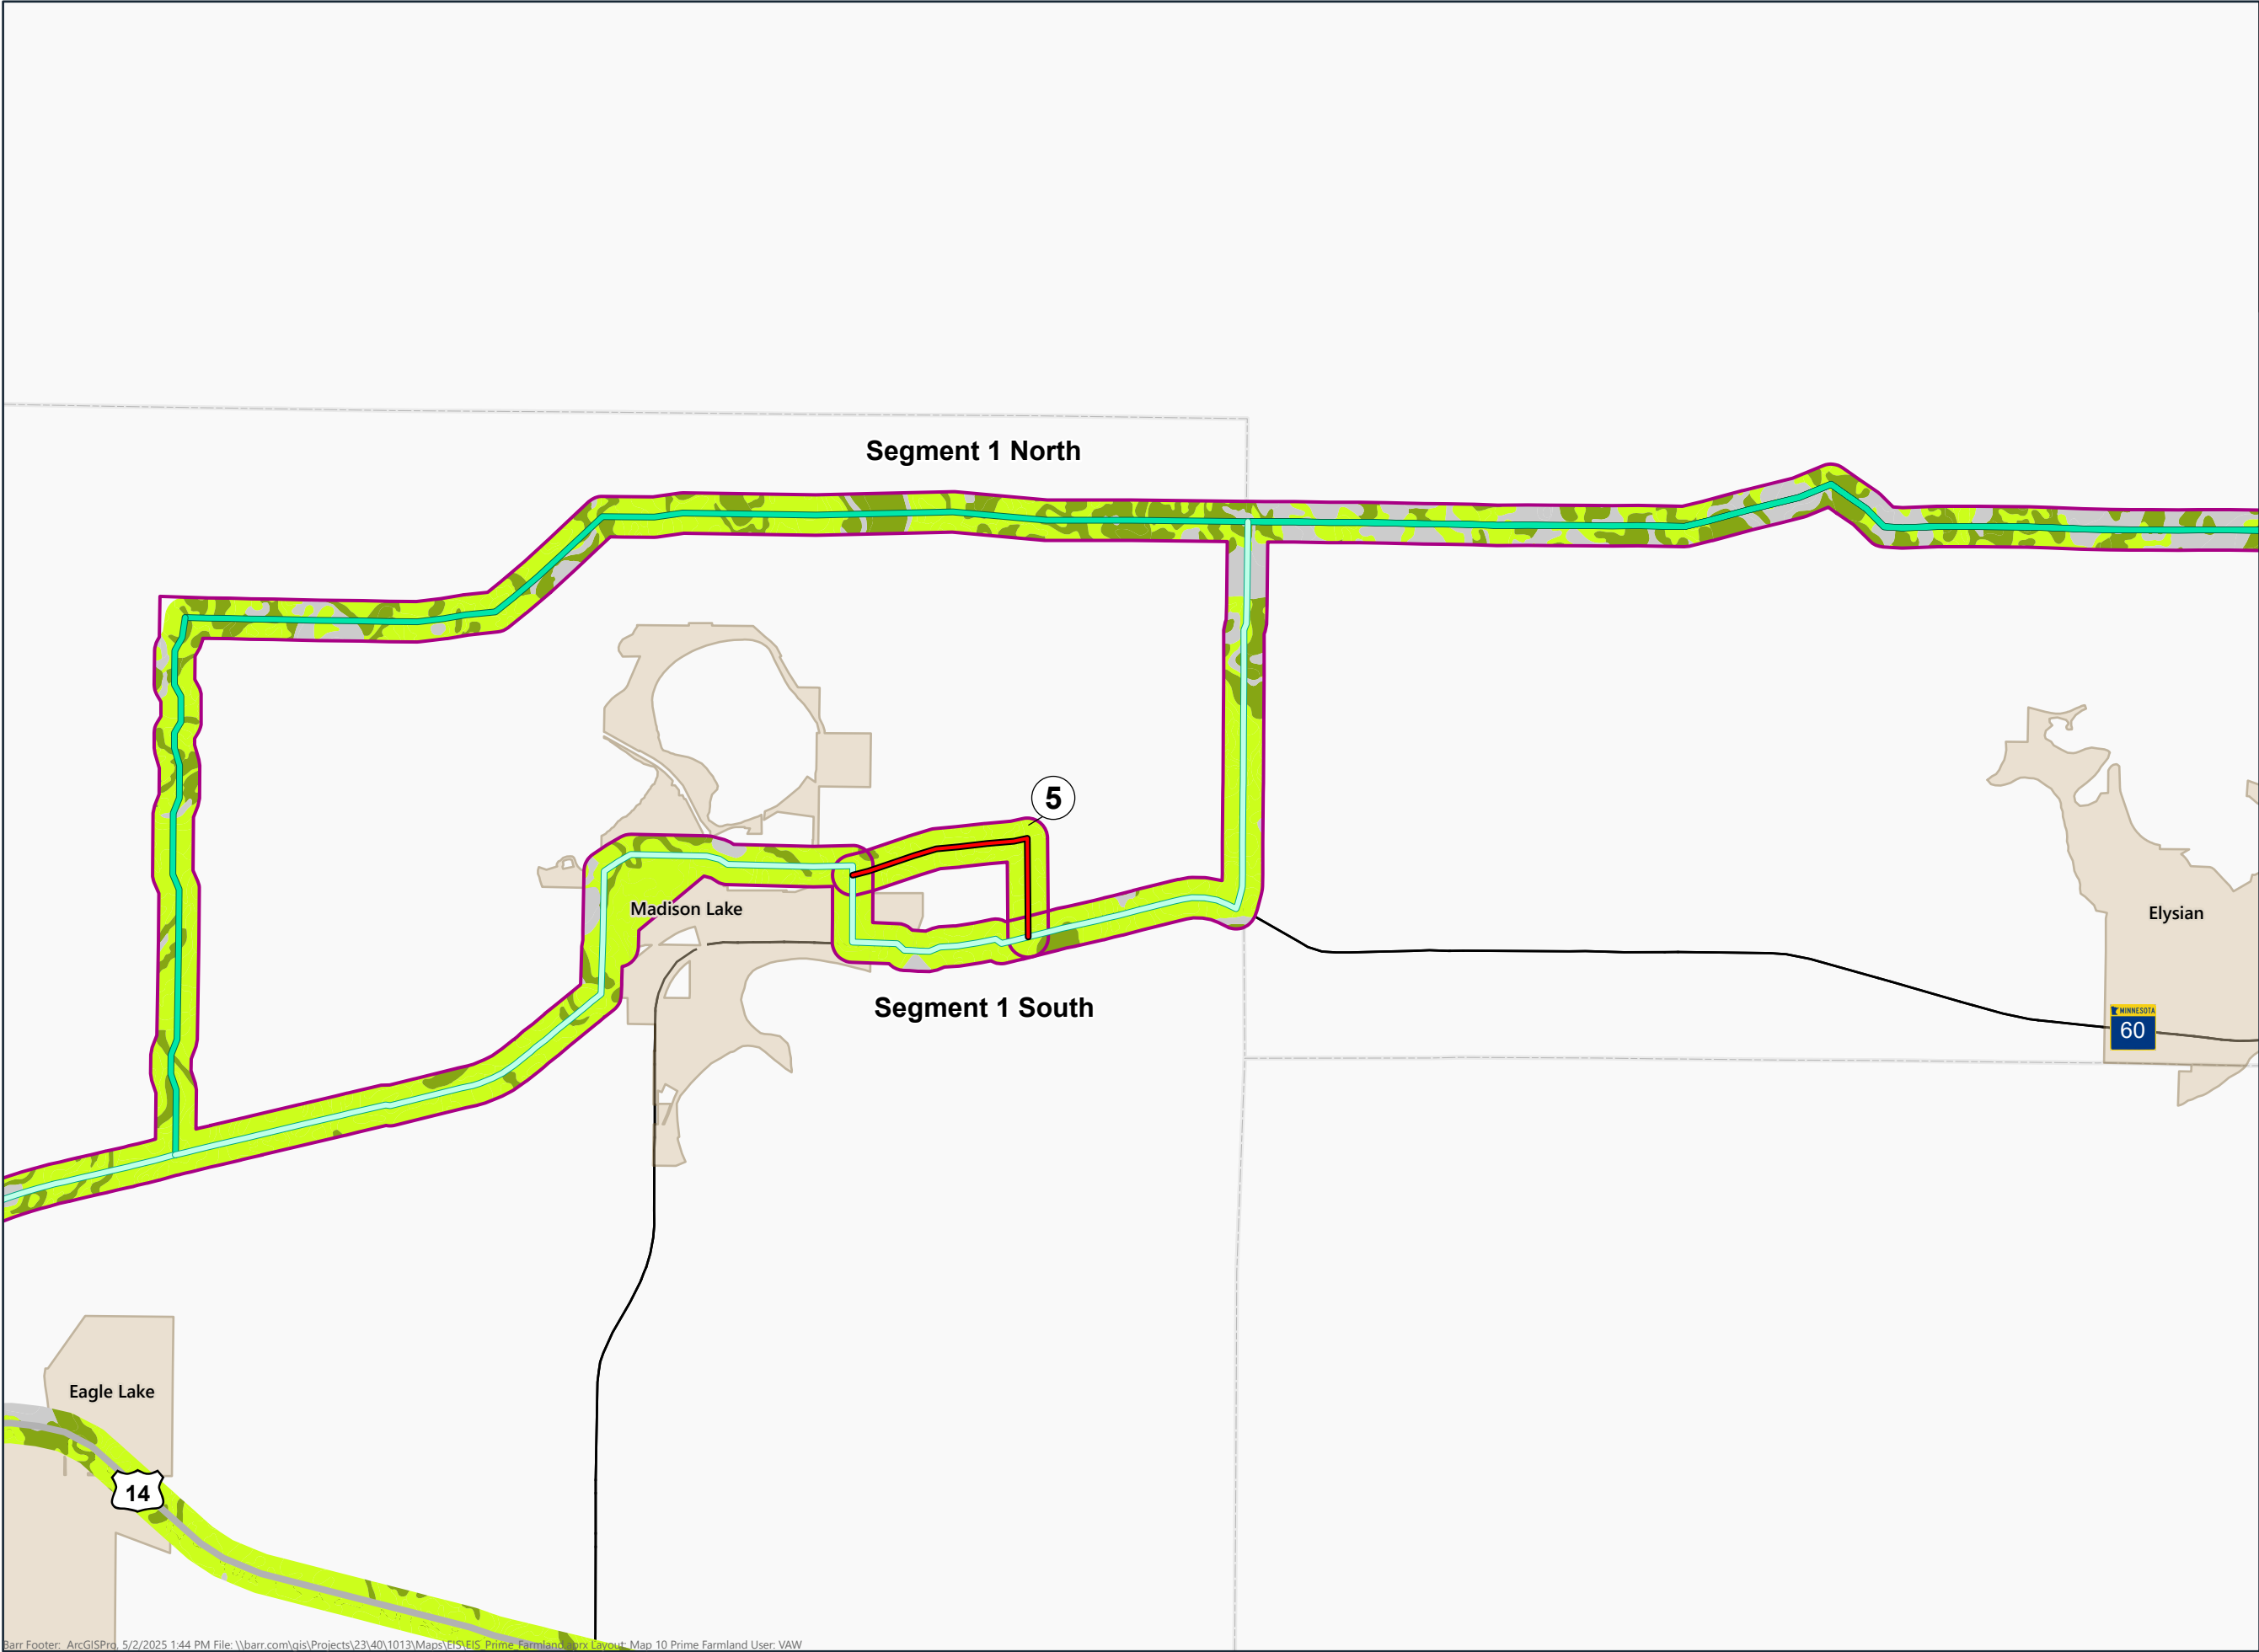 Segment 1 North
5
Madison Lake
Elysian
Segment 1 South
MINNESOTA
60
Eagle Lake
14
Barr Footer: ArcGISPro, 5/2/2025 1:44 PM File: \\barr.com\gis\Projects\23\40\1013\Maps\EIS\EIS_Prime_Farmland.aprx Layout: Map 10 Prime Farmland User: VAW